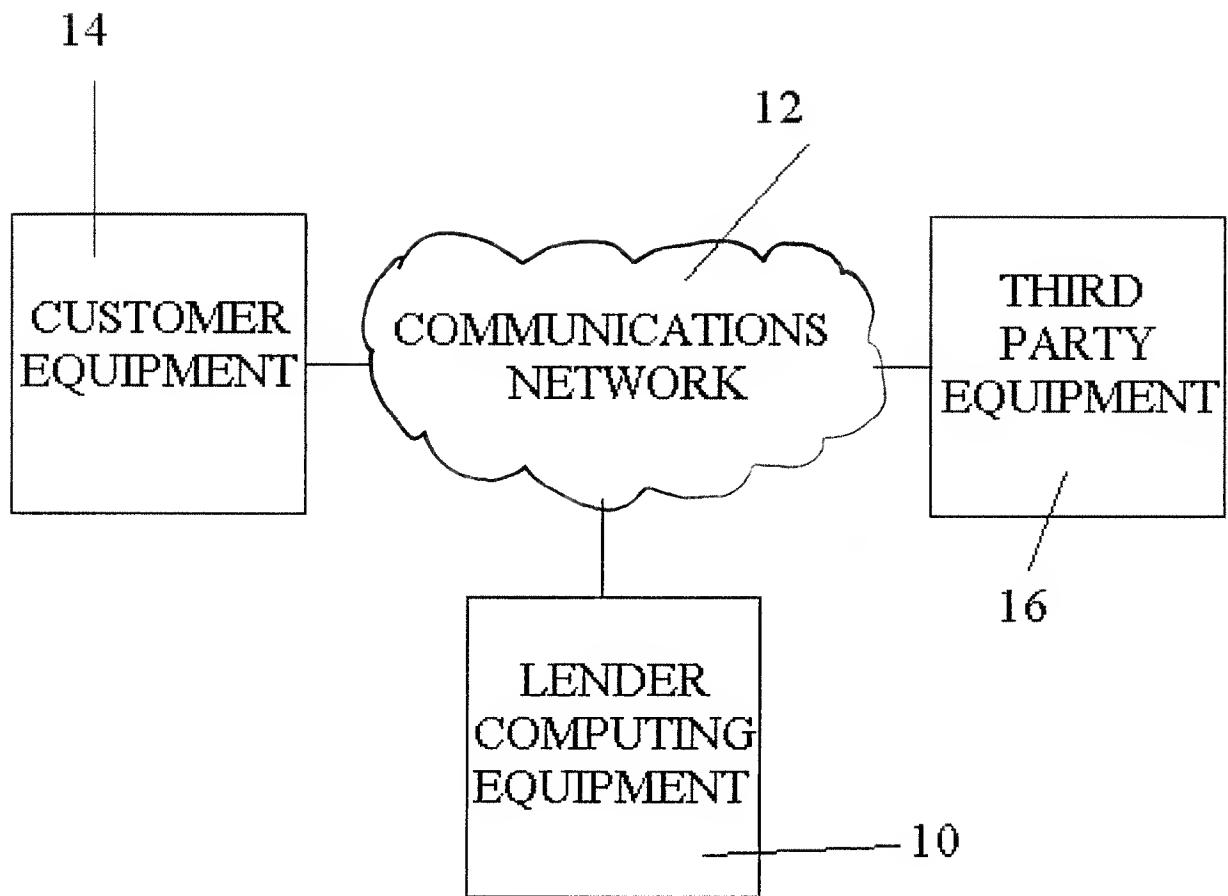 14
12
CUSTOMER
EQUIPMENT
COMMUNICATIONS
NETWORK
THIRD
PARTY
EQUIPMENT
16
LENDER
COMPUTING
EQUIPMENT
10